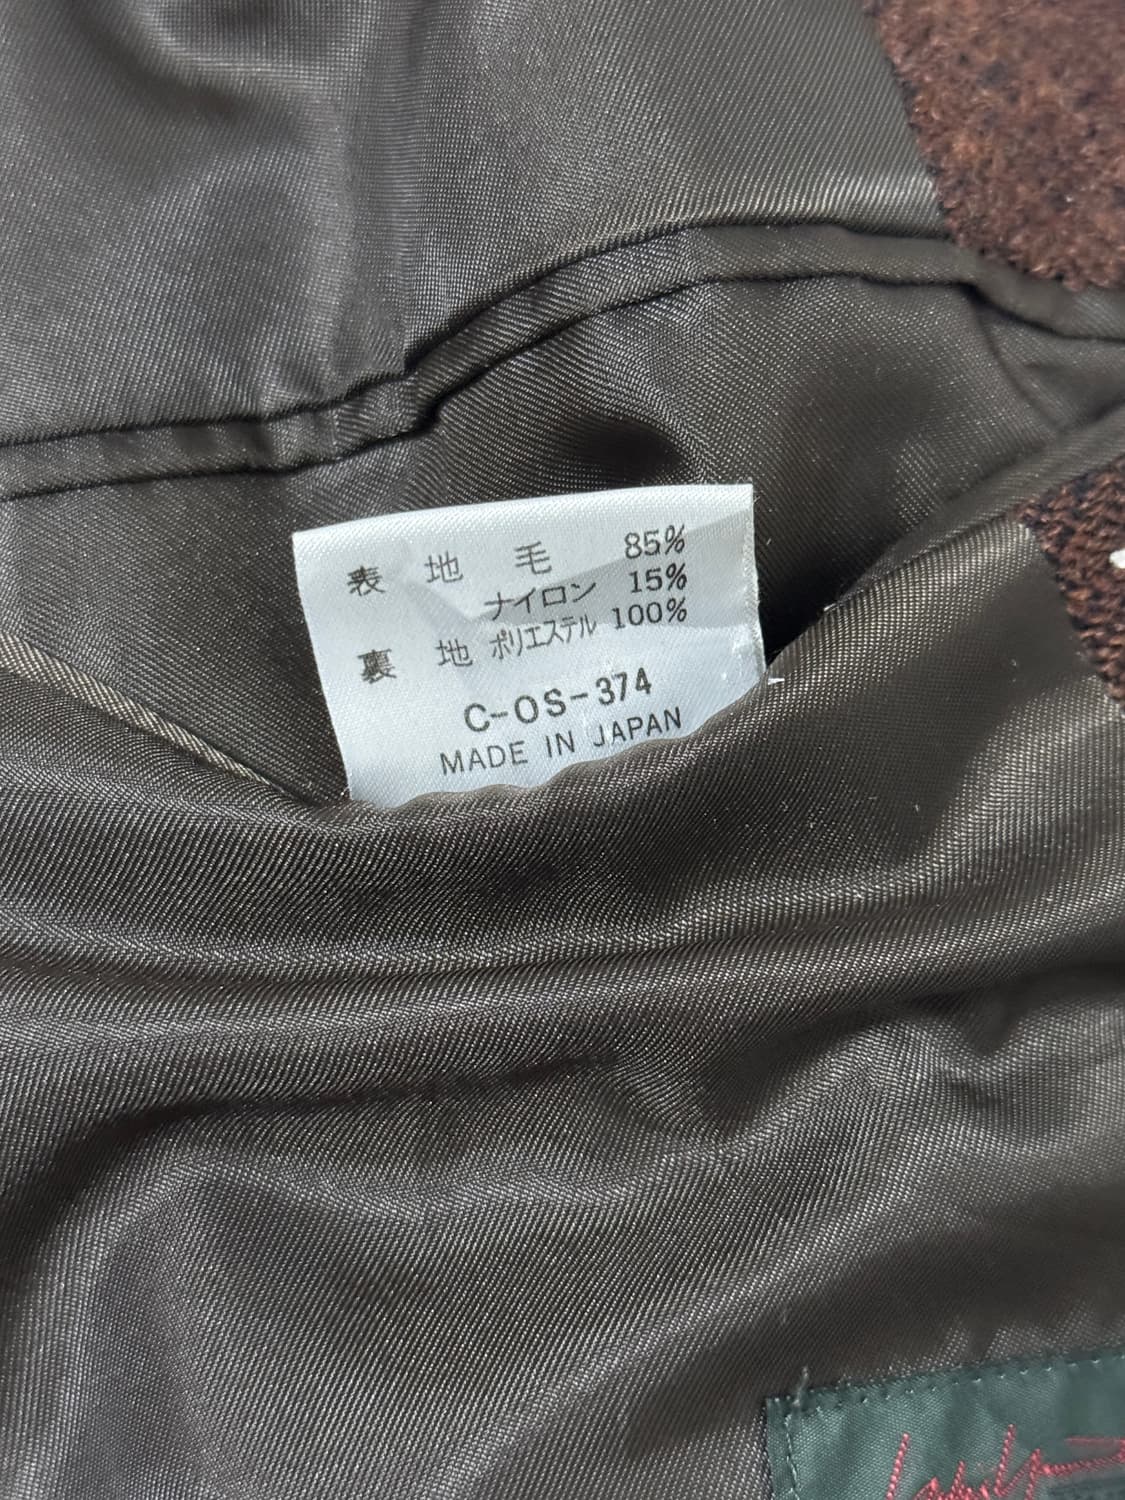 表 地 毛 85%
ナイロン 15%
裏 地 ポリエステル 100%
C-OS-374
MADE IN JAPAN